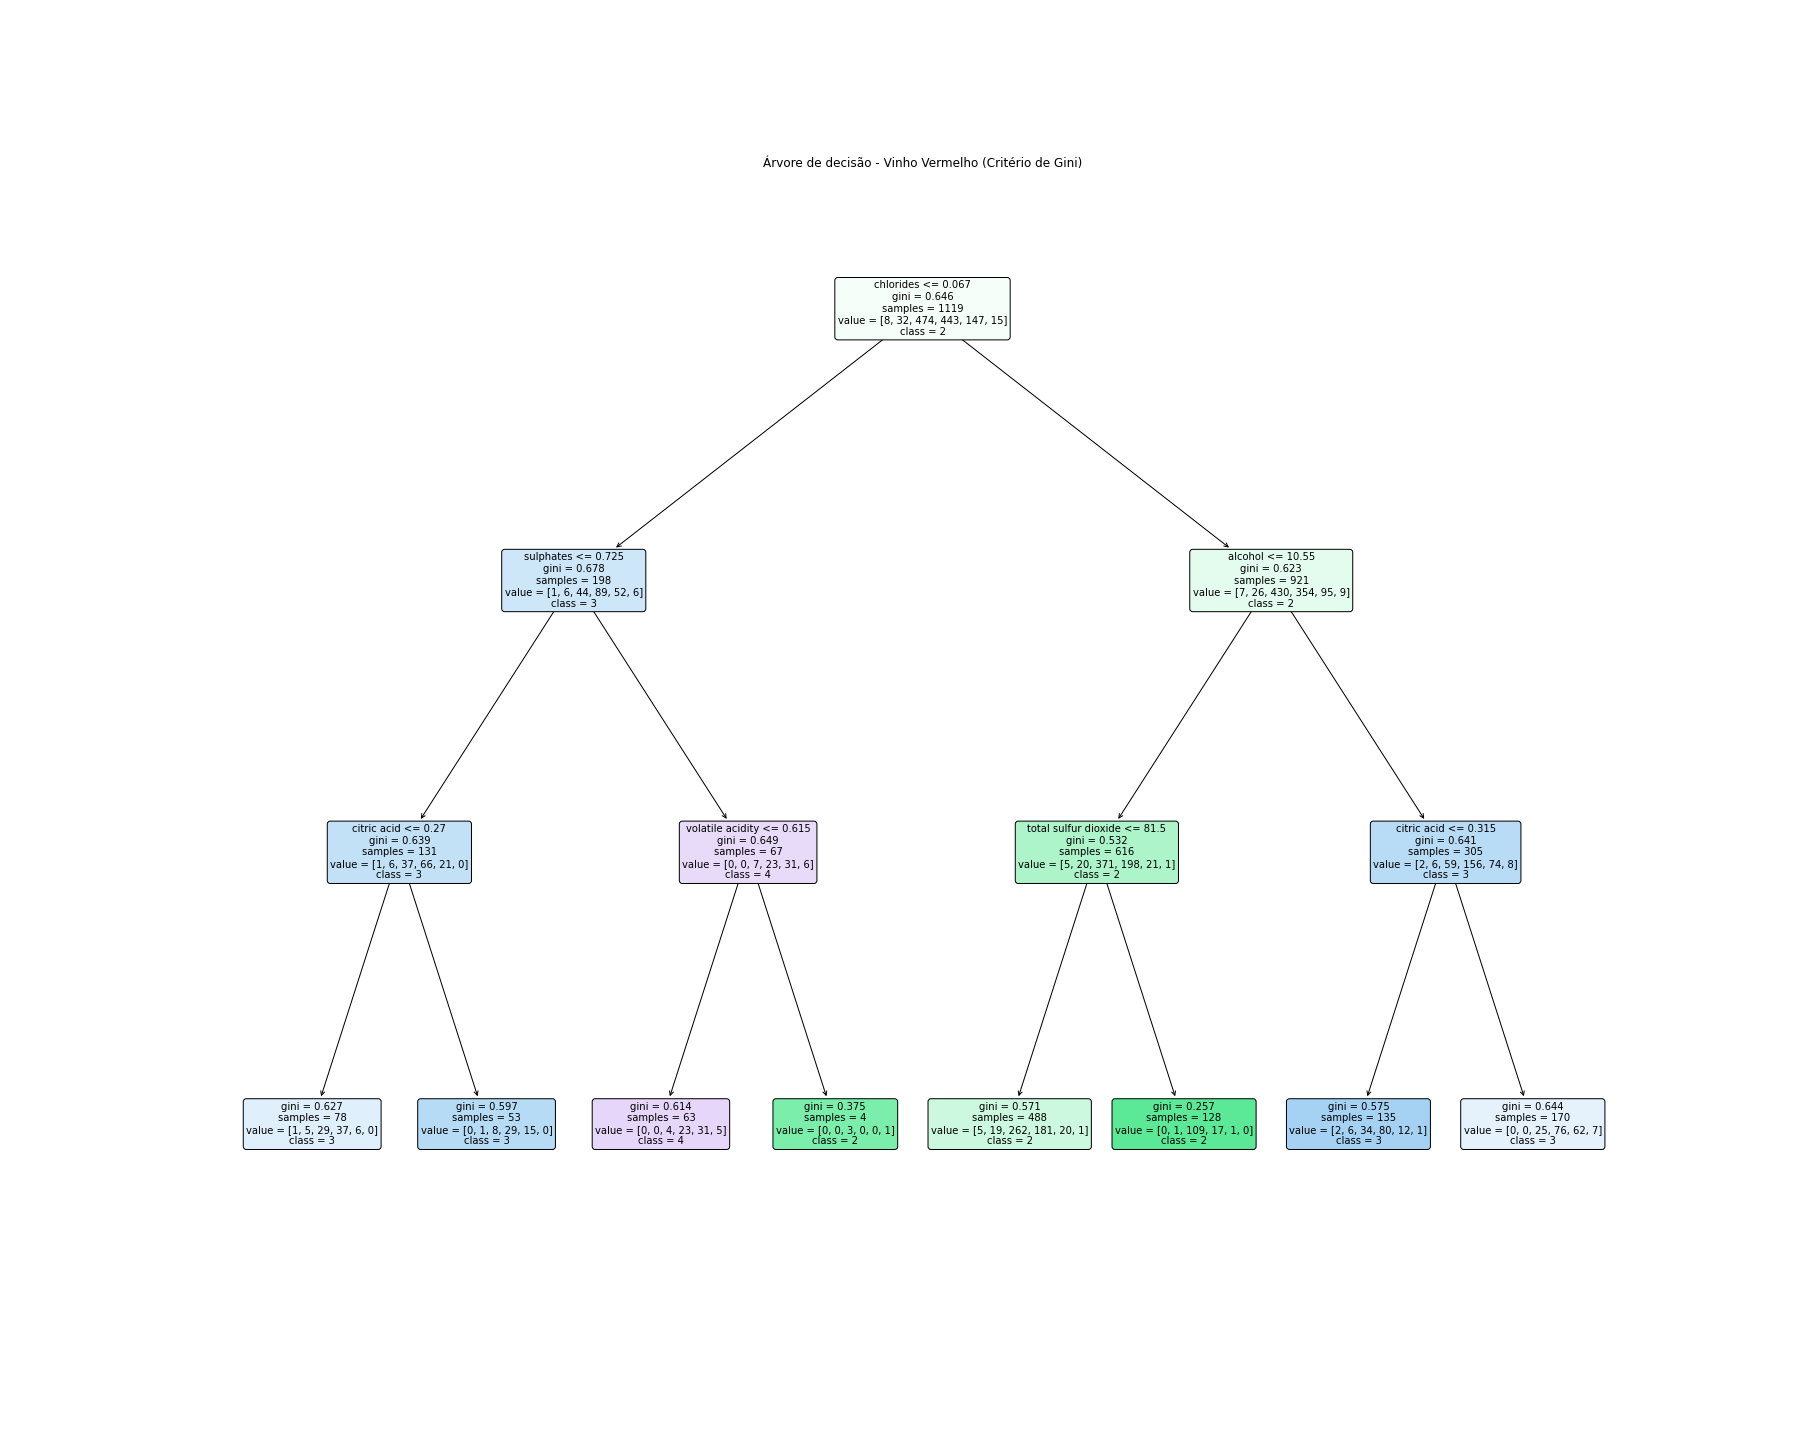 Árvore de decisão - Vinho Vermelho (Critério de Gini)
chlorides <= 0.067
gini = 0.646
samples = 1119
value = [8, 32, 474, 443, 147, 15]
class = 2
sulphates <= 0.725
gini = 0.678
samples = 198
value = [1, 6, 44, 89, 52, 6]
class = 3
alcohol <= 10.55
gini = 0.623
samples = 921
value = [7, 26, 430, 354, 95, 9]
class = 2
citric acid <= 0.27
gini = 0.639
samples = 131
value = [1, 6, 37, 66, 21, 0]
class = 3
volatile acidity <= 0.615
gini = 0.649
samples = 67
value = [0, 0, 7, 23, 31, 6]
class = 4
total sulfur dioxide <= 81.5
gini = 0.532
samples = 616
value = [5, 20, 371, 198, 21, 1]
class = 2
citric acid <= 0.315
gini = 0.641
samples = 305
value = [2, 6, 59, 156, 74, 8]
class = 3
gini = 0.627
samples = 78
value = [1, 5, 29, 37, 6, 0]
class = 3
gini = 0.597
samples = 53
value = [0, 1, 8, 29, 15, 0]
class = 3
gini = 0.614
samples = 63
value = [0, 0, 4, 23, 31, 5]
class = 4
gini = 0.375
samples = 4
value = [0, 0, 3, 0, 0, 1]
class = 2
gini = 0.571
samples = 488
value = [5, 19, 262, 181, 20, 1]
class = 2
gini = 0.257
samples = 128
value = [0, 1, 109, 17, 1, 0]
class = 2
gini = 0.575
samples = 135
value = [2, 6, 34, 80, 12, 1]
class = 3
gini = 0.644
samples = 170
value = [0, 0, 25, 76, 62, 7]
class = 3